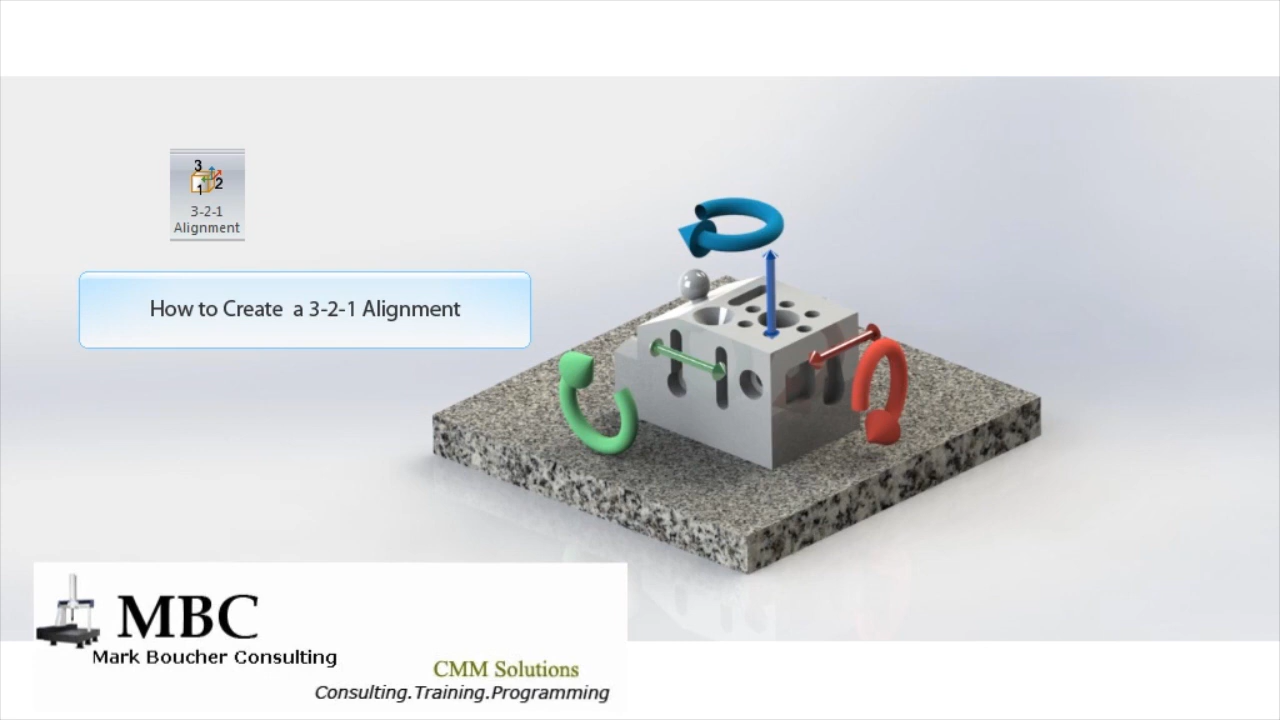 3
1 2
3-2-1
Alignment
How to Create a 3-2-1 Alignment
MBC
Mark Boucher Consulting
CMM Solutions
Consulting.Training.Programming